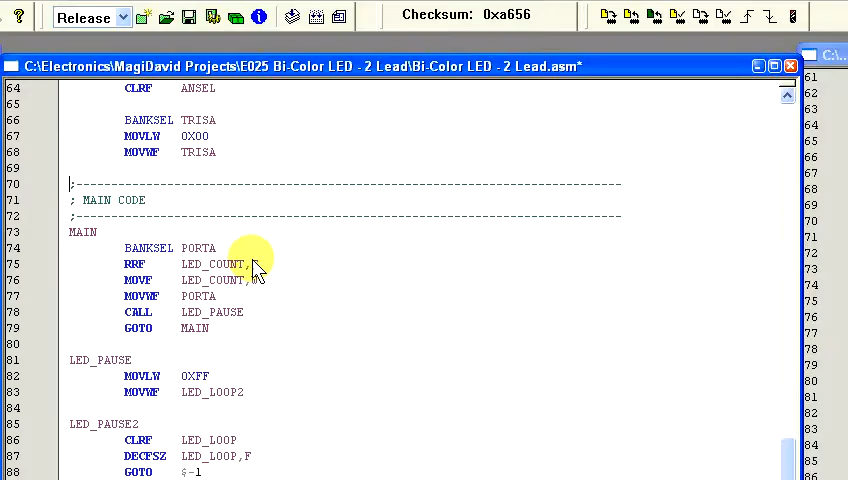 Release
Checksum: 0xa656
C:\Electronics\MagiDavid Projects\E025 Bi-Color LED - 2 Lead\Bi-Color LED - 2 Lead.asm*
C:\...
64 CLRF ANSEL
65
66 BANKSEL TRISA
67 MOVLW 0X00
68 MOVWF TRISA
69
70 ;------------------------------------------------------------------------------
71 ; MAIN CODE
72 ;------------------------------------------------------------------------------
73 MAIN
74 BANKSEL PORTA
75 RRF LED_COUNT,
76 MOVF LED_COUNT,
77 MOVWF PORTA
78 CALL LED_PAUSE
79 GOTO MAIN
80
81 LED_PAUSE
82 MOVLW 0XFF
83 MOVWF LED_LOOP2
84
85 LED_PAUSE2
86 CLRF LED_LOOP
87 DECFSZ LED_LOOP,F
88 GOTO $-1
61
62
63
64
65
66
67
68
69
70
71
72
73
74
75
76
77
78
79
80
81
82
83
84
85
86